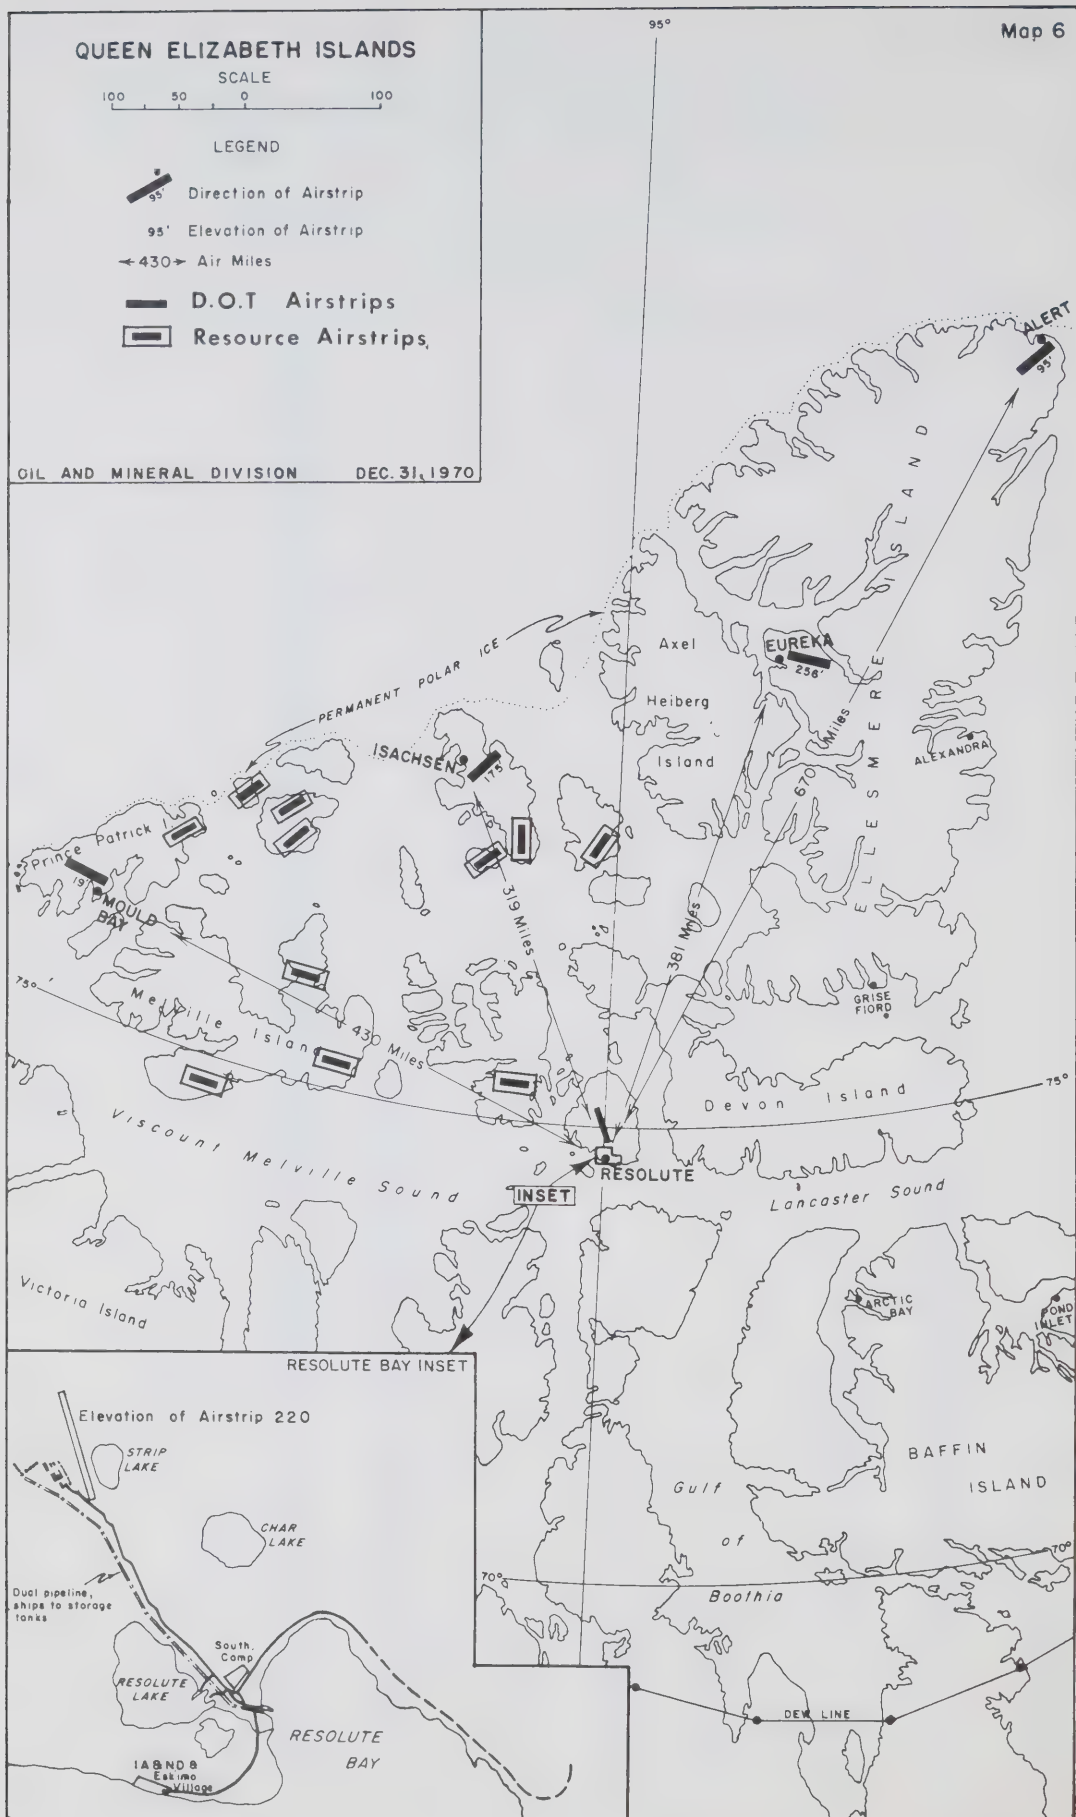 Map 6
QUEEN ELIZABETH ISLANDS
SCALE
100 50 0 100
LEGEND
95' Direction of Airstrip
95' Elevation of Airstrip
430 Air Miles
D.O.T Airstrips
Resource Airstrips
OIL AND MINERAL DIVISION DEC. 31, 1970
95°
ALERT
95'
ELLESMERE ISLAND
PERMANENT POLAR ICE
Axel
Heiberg
Island
EUREKA
256'
ALEXANDRA
ISACHSEN
175'
670 Miles
Prince Patrick I.
19'
MOULD
BAY
319 Miles
381 Miles
430 Miles
75°
Melville Island
GRISE
FIORD
Devon Island
75°
Viscount Melville Sound
RESOLUTE
INSET
Lancaster Sound
Victoria Island
ARCTIC
BAY
POND
INLET
BAFFIN
ISLAND
Gulf
of
Boothia
70°
70°
DEW LINE
RESOLUTE BAY INSET
Elevation of Airstrip 220
STRIP
LAKE
CHAR
LAKE
Dual pipeline,
ships to storage
tanks
South.
Camp
RESOLUTE
LAKE
RESOLUTE
BAY
IA&ND &
Eskimo
Village